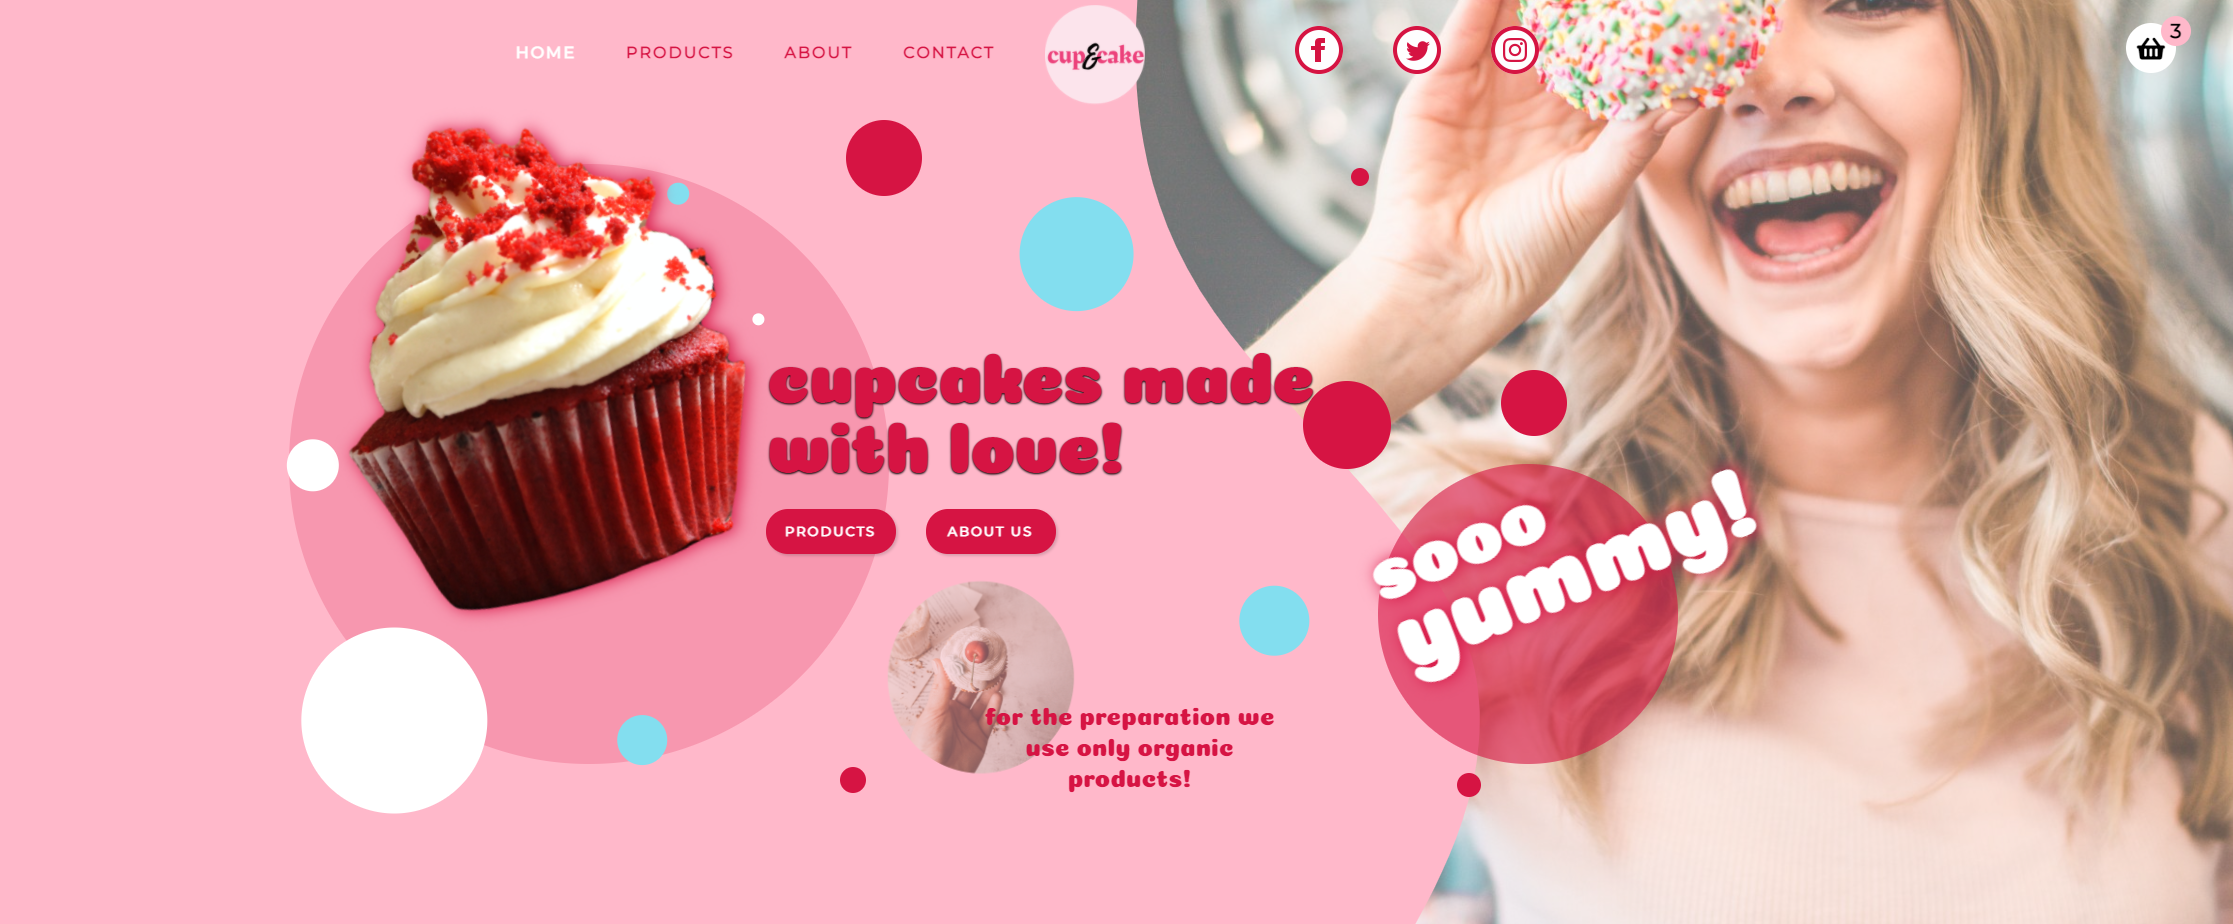 HOME PRODUCTS ABOUT CONTACT cup&cake 3
cupcakes made
with love!
PRODUCTS ABOUT US
sooo
yummy!
for the preparation we
use only organic
products!